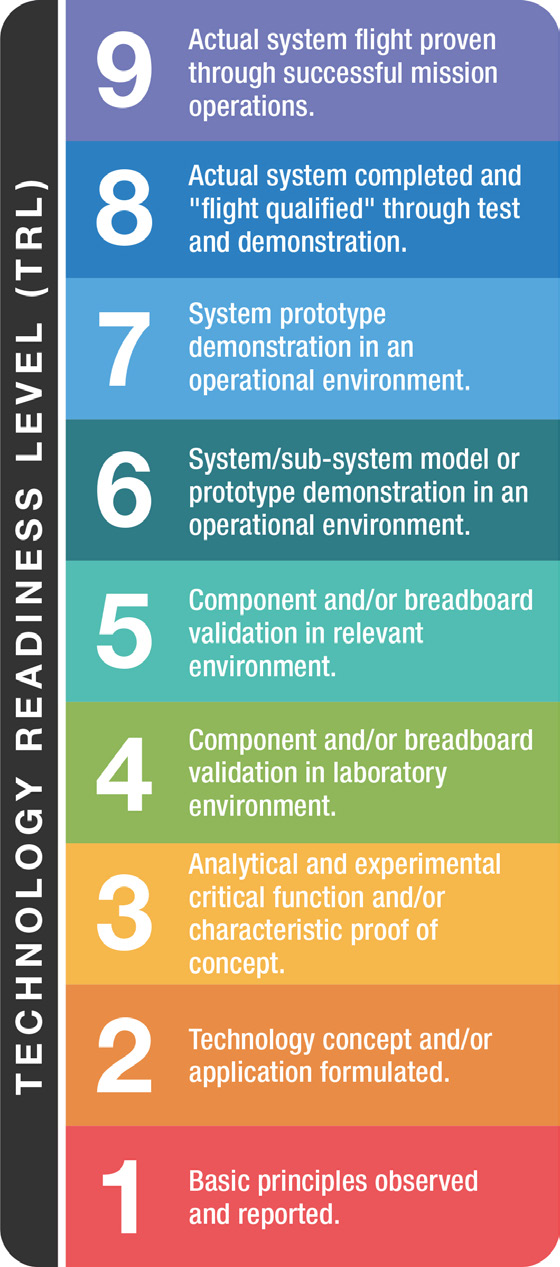 TECHNOLOGY READINESS LEVEL (TRL)
9
Actual system flight proven
through successful mission
operations.
8
Actual system completed and
"flight qualified" through test
and demonstration.
7
System prototype
demonstration in an
operational environment.
6
System/sub-system model or
prototype demonstration in an
operational environment.
5
Component and/or breadboard
validation in relevant
environment.
4
Component and/or breadboard
validation in laboratory
environment.
3
Analytical and experimental
critical function and/or
characteristic proof of
concept.
2
Technology concept and/or
application formulated.
1
Basic principles observed
and reported.